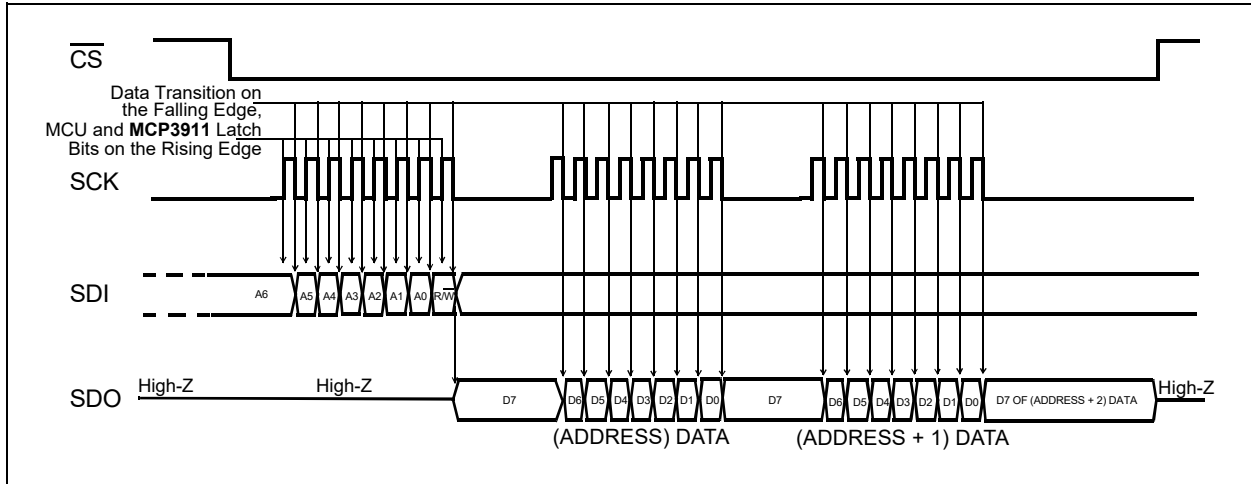 CS
Data Transition on
the Falling Edge,
MCU and MCP3911 Latch
Bits on the Rising Edge
SCK
SDI
A6 A5 A4 A3 A2 A1 A0 R/W
SDO
High-Z High-Z D7 D6 D5 D4 D3 D2 D1 D0 D7 D6 D5 D4 D3 D2 D1 D0 D7 OF (ADDRESS + 2) DATA High-Z
(ADDRESS) DATA (ADDRESS + 1) DATA